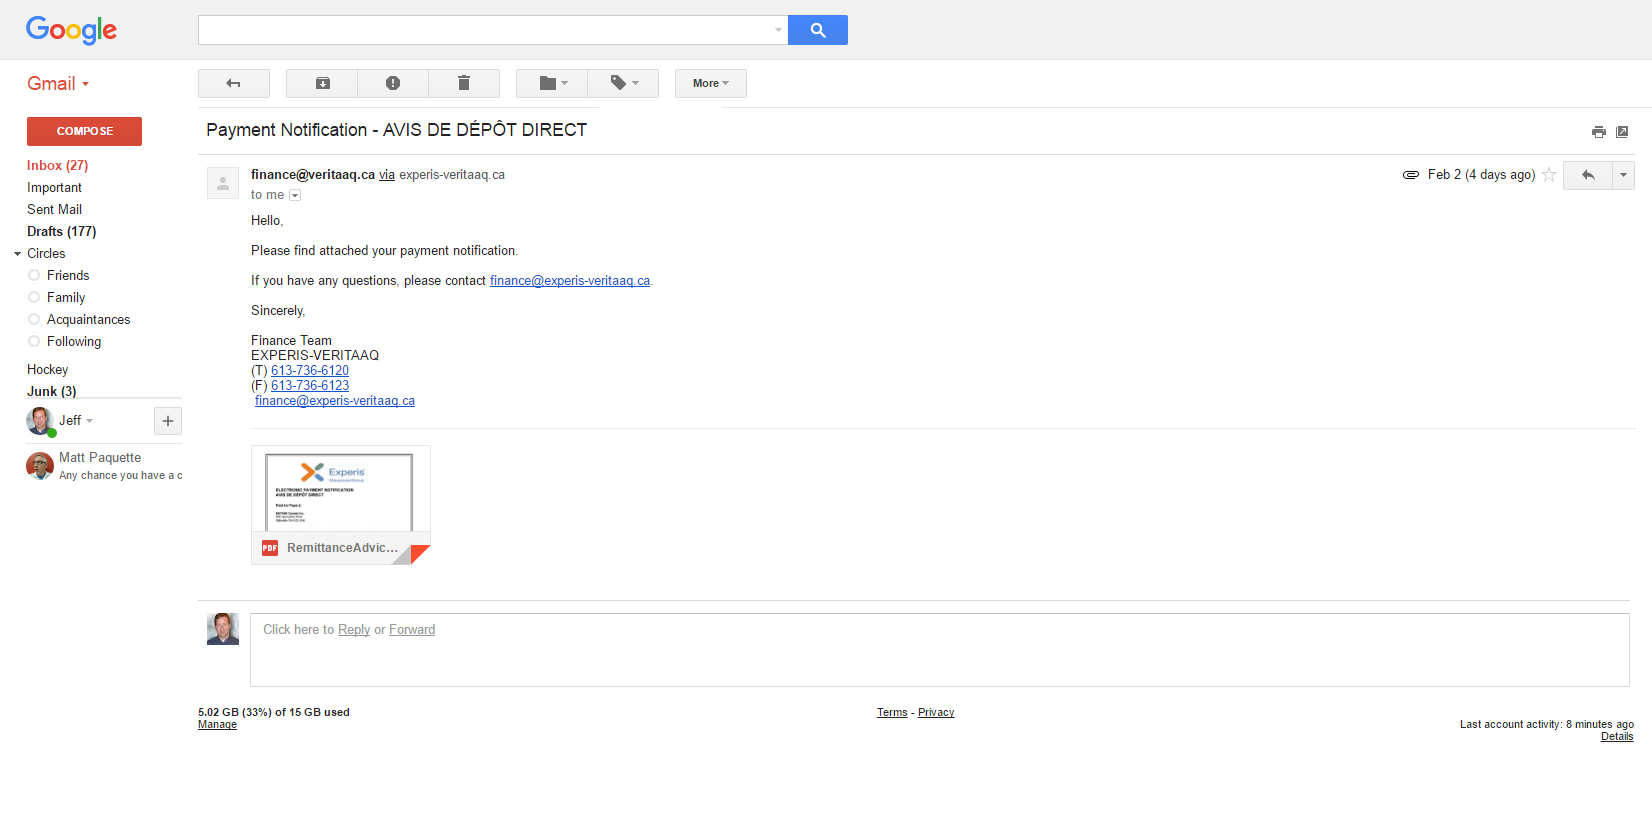 Google
Gmail
More
COMPOSE
Inbox (27)
Important
Sent Mail
Drafts (177)
Circles
Friends
Family
Acquaintances
Following
Hockey
Junk (3)
Jeff
Matt Paquette
Any chance you have a c
Payment Notification - AVIS DE DÉPÔT DIRECT
finance@veritaaq.ca via experis-veritaaq.ca
Feb 2 (4 days ago)
to me
Hello,
Please find attached your payment notification.
If you have any questions, please contact finance@experis-veritaaq.ca.
Sincerely,
Finance Team
EXPERIS-VERITAAQ
(T) 613-736-6120
(F) 613-736-6123
finance@experis-veritaaq.ca
Experis
ManpowerGroup
ELECTRONIC PAYMENT NOTIFICATION
AVIS DE DÉPÔT DIRECT
PDF RemittanceAdvic...
Click here to Reply or Forward
5.02 GB (33%) of 15 GB used
Manage
Terms - Privacy
Last account activity: 8 minutes ago
Details